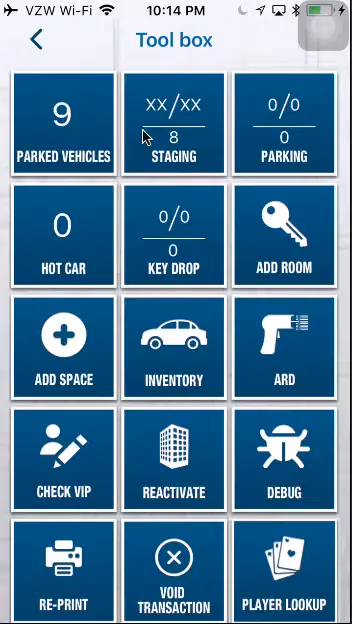 VZW Wi-Fi 10:14 PM
Tool box
9
PARKED VEHICLES
XX/XX
8
STAGING
0/0
0
PARKING
0
HOT CAR
0/0
0
KEY DROP
ADD ROOM
ADD SPACE
INVENTORY
ARD
CHECK VIP
REACTIVATE
DEBUG
RE-PRINT
VOID
TRANSACTION
PLAYER LOOKUP